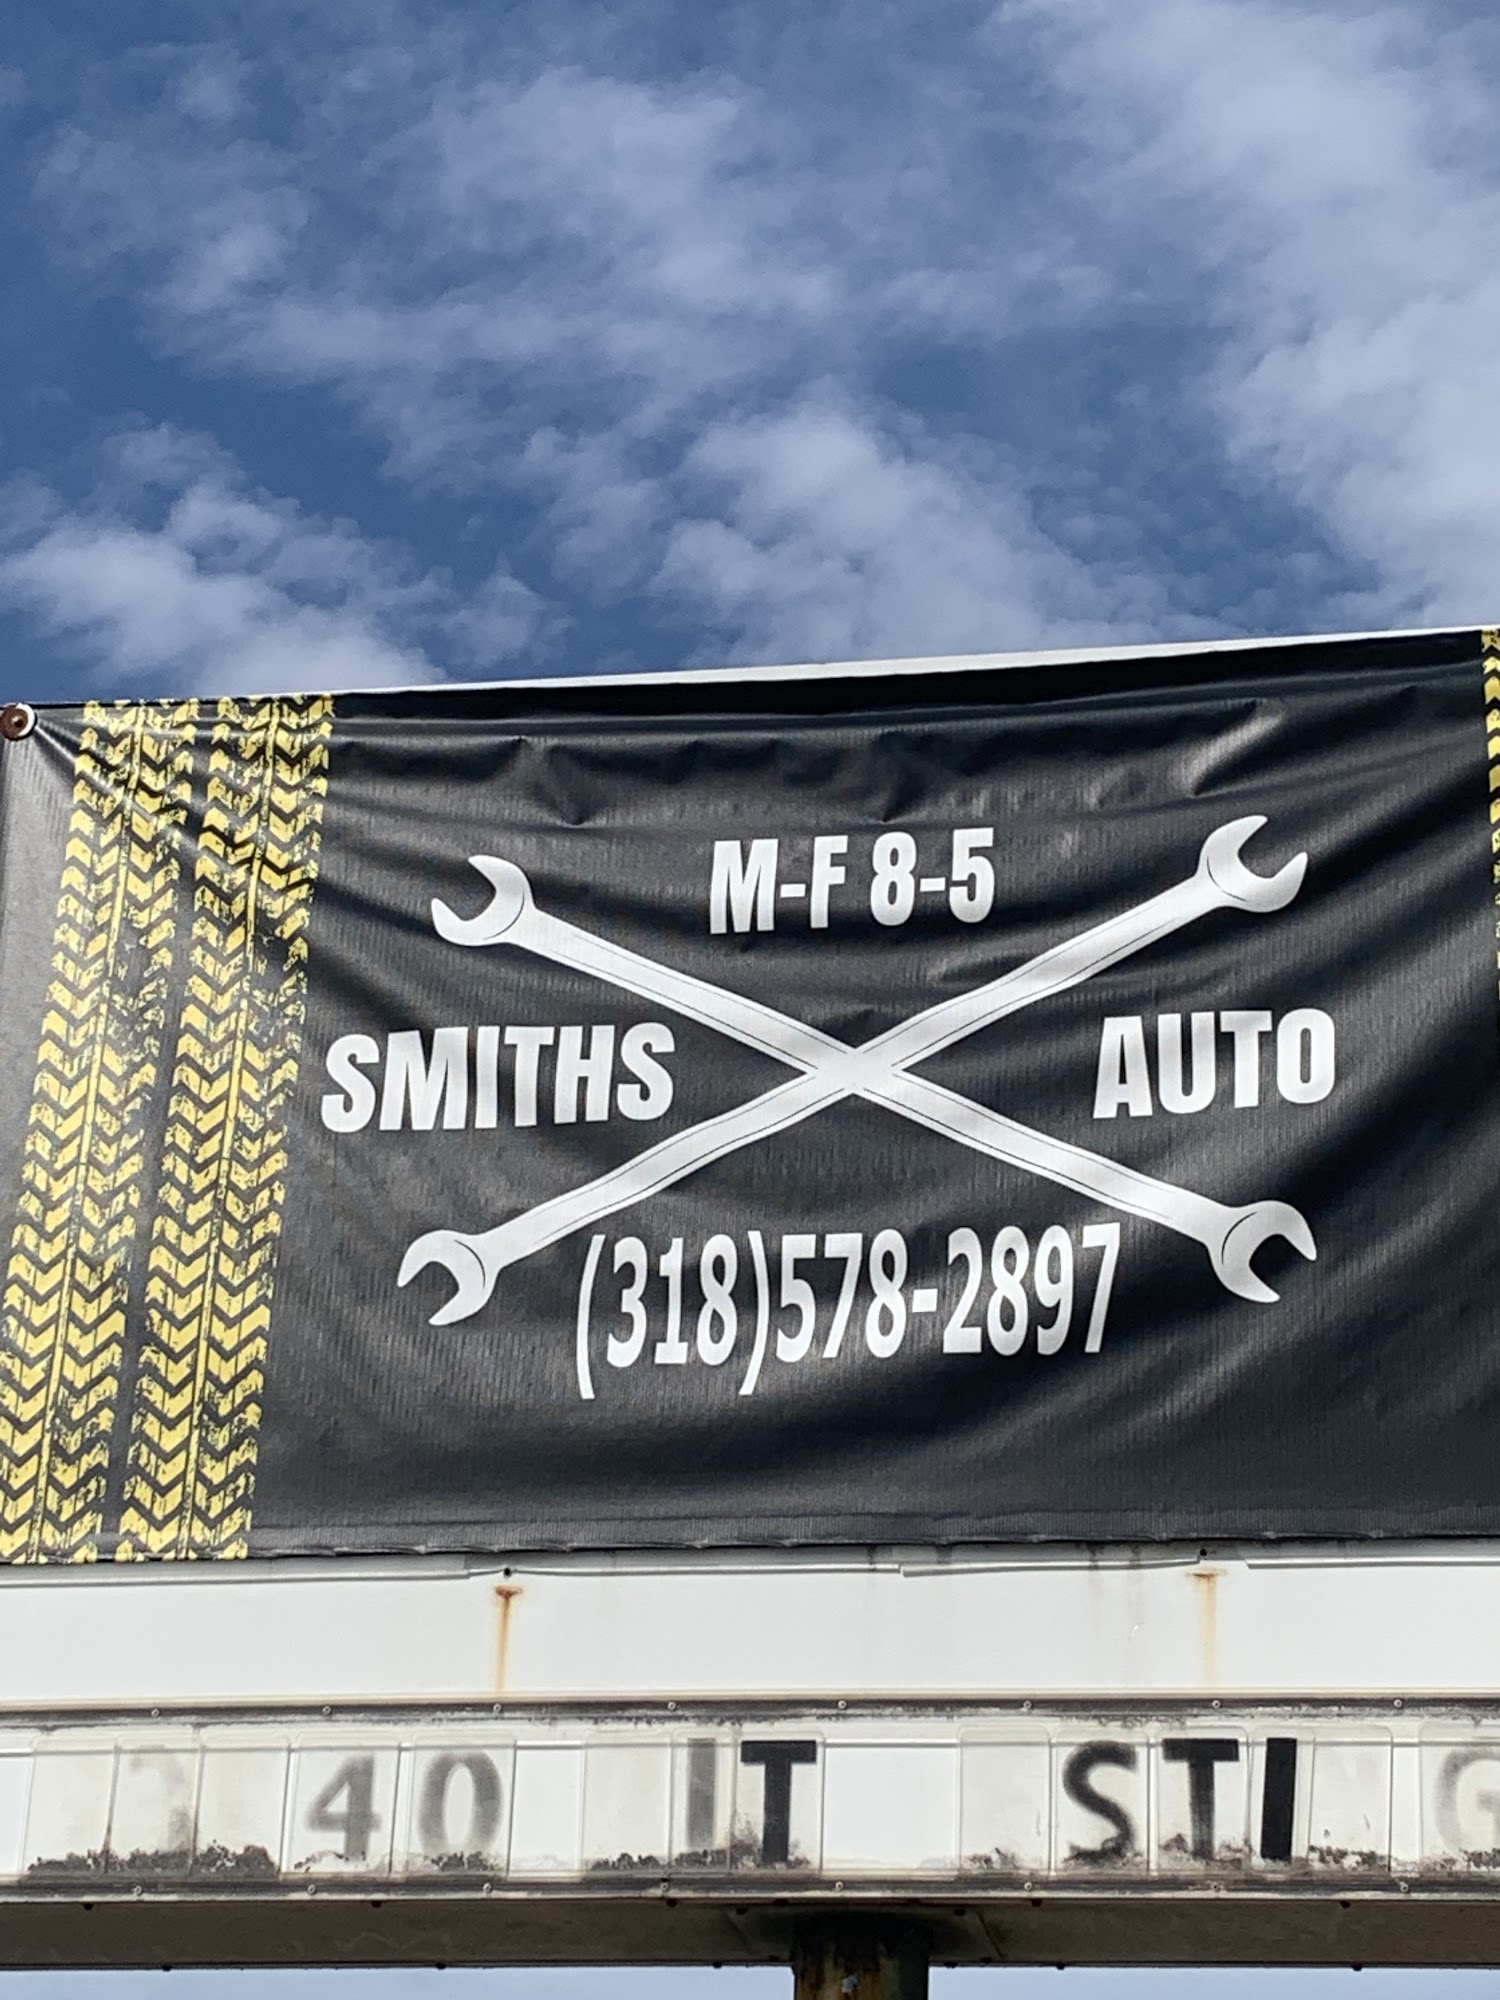 M-F 8-5
SMITHS AUTO
(318)578-2897
40 IT STI G